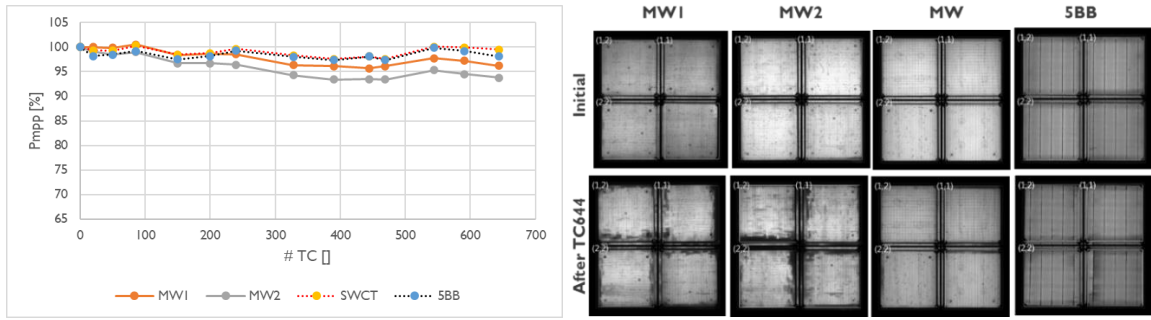 105
100
95
90
85
80
75
70
65
Pmpp [%]
0 100 200 300 400 500 600 700
# TC []
MW1 MW2 SWCT 5BB
MW1 MW2 MW 5BB
Initial
(1,2) (1,1) (1,2) (1,1) (1,2) (1,1) (1,2) (1,1)
(2,2) (2,2) (2,2) (2,2)
After TC644
(1,2) (1,1) (1,2) (1,1) (1,2) (1,1) (1,2) (1,1)
(2,2) (2,2) (2,2) (2,2)